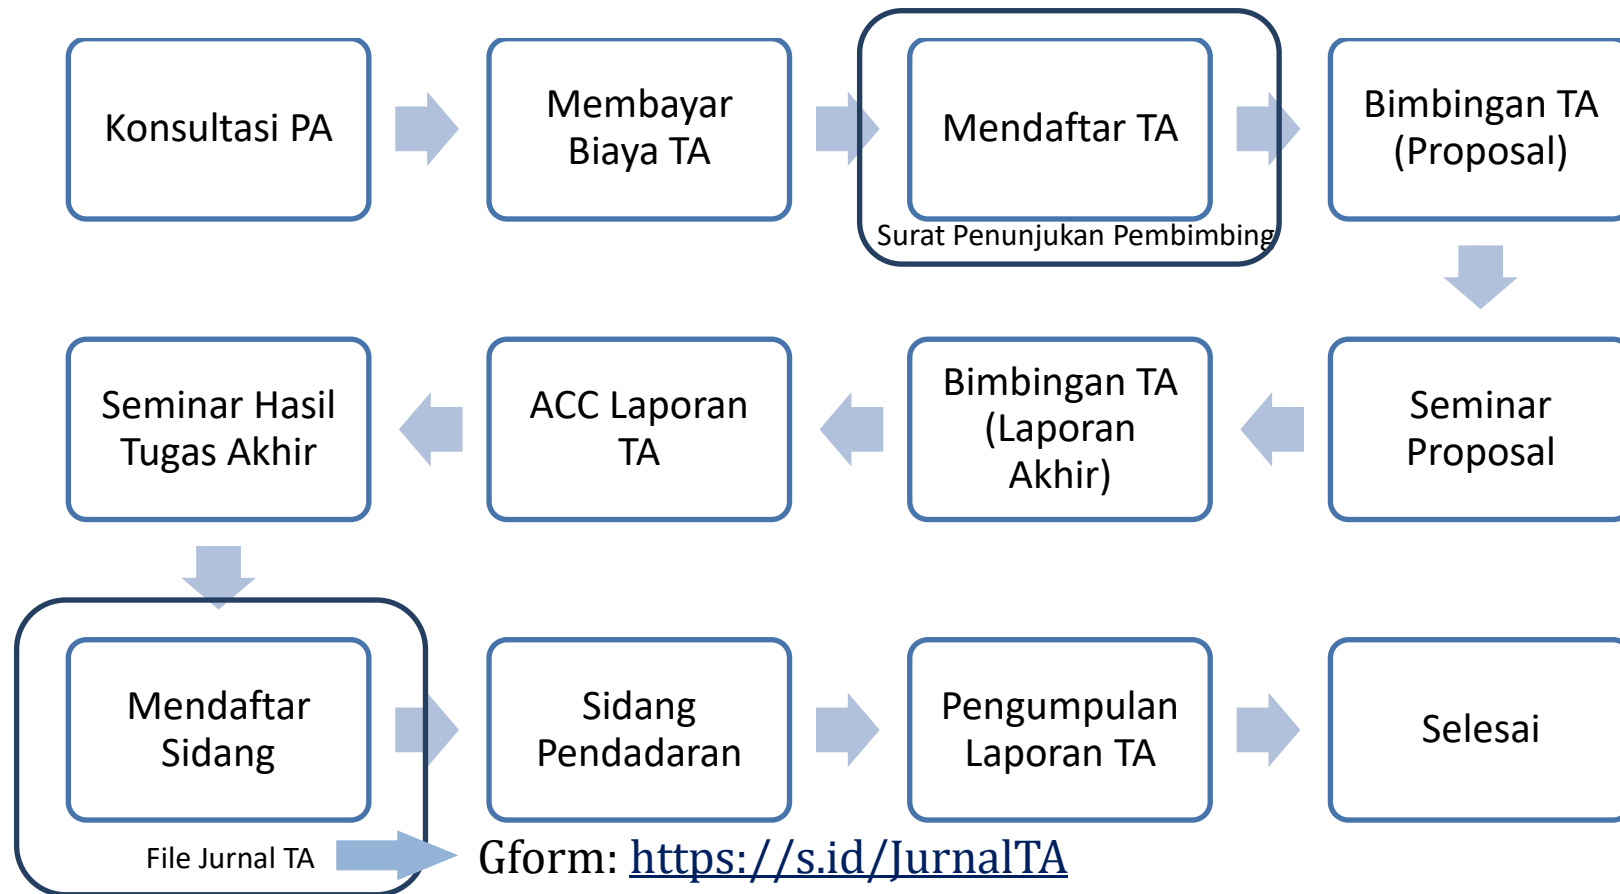 Konsultasi PA
Membayar
Biaya TA
Mendaftar TA
Surat Penunjukan Pembimbing
Bimbingan TA
(Proposal)
Seminar
Proposal
Bimbingan TA
(Laporan
Akhir)
ACC Laporan
TA
Seminar Hasil
Tugas Akhir
Mendaftar
Sidang
File Jurnal TA
Gform: https://s.id/JurnalTA
Sidang
Pendadaran
Pengumpulan
Laporan TA
Selesai